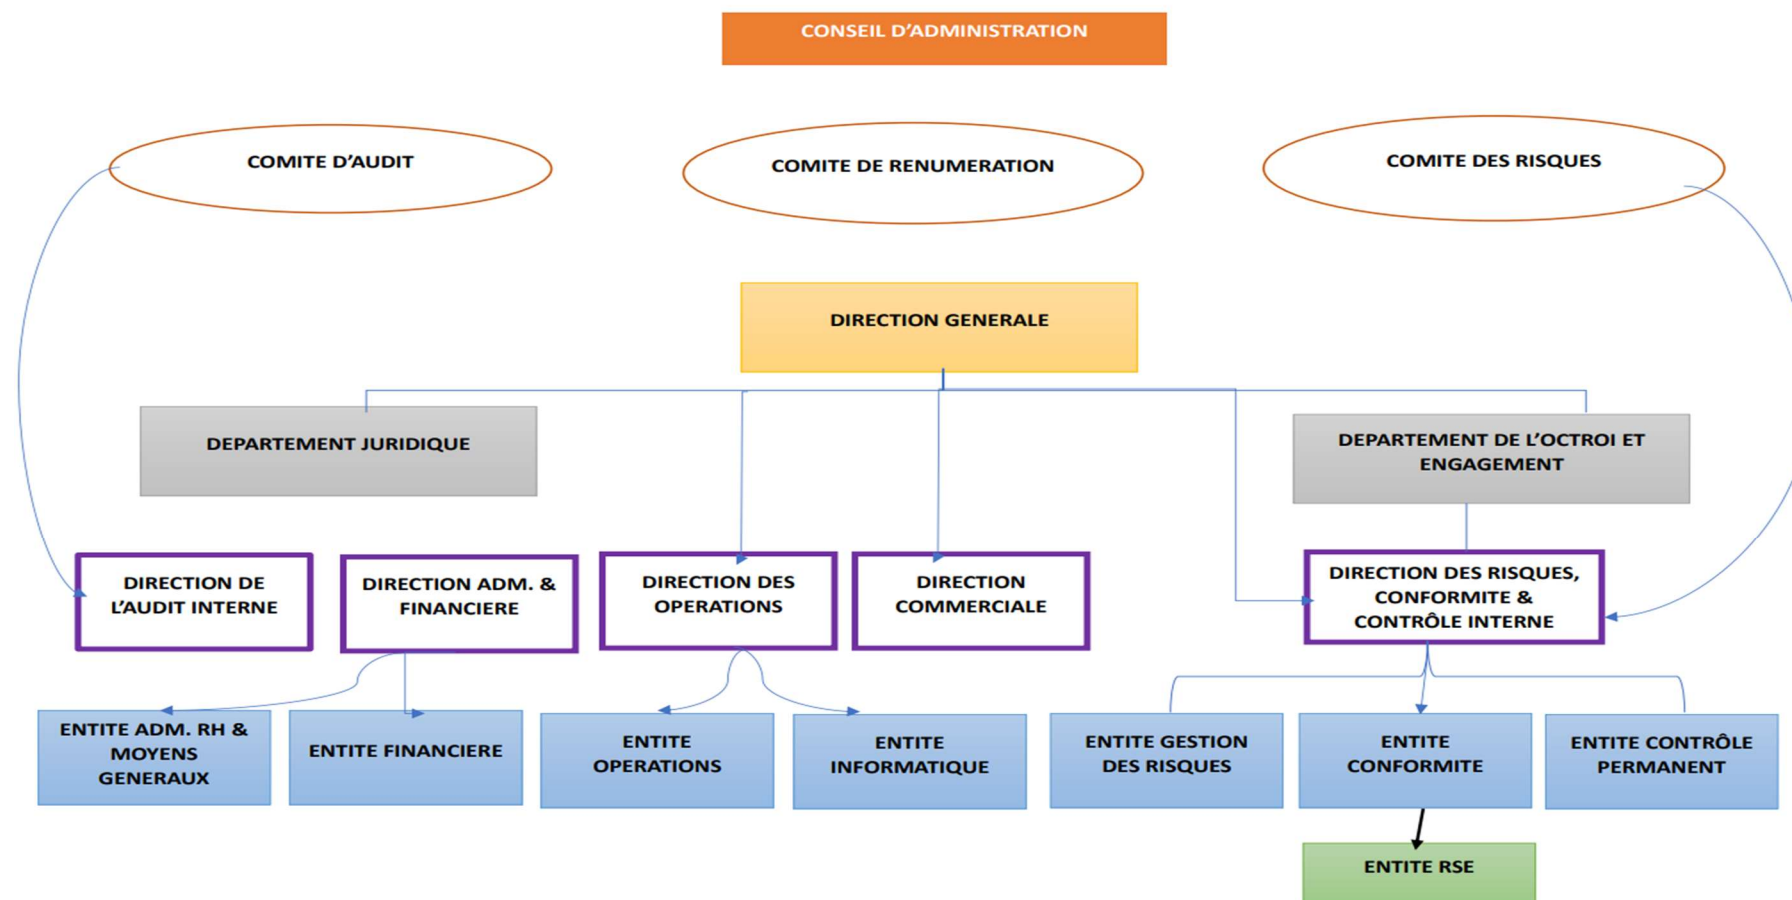 CONSEIL D’ADMINISTRATION
COMITE D’AUDIT
COMITE DE RENUMERATION
COMITE DES RISQUES
DIRECTION GENERALE
DEPARTEMENT JURIDIQUE
DEPARTEMENT DE L’OCTROI ET
ENGAGEMENT
DIRECTION DE
L’AUDIT INTERNE
DIRECTION ADM. &
FINANCIERE
DIRECTION DES
OPERATIONS
DIRECTION
COMMERCIALE
DIRECTION DES RISQUES,
CONFORMITE &
CONTRÔLE INTERNE
ENTITE ADM. RH &
MOYENS
GENERAUX
ENTITE FINANCIERE
ENTITE
OPERATIONS
ENTITE
INFORMATIQUE
ENTITE GESTION
DES RISQUES
ENTITE
CONFORMITE
ENTITE CONTRÔLE
PERMANENT
ENTITE RSE